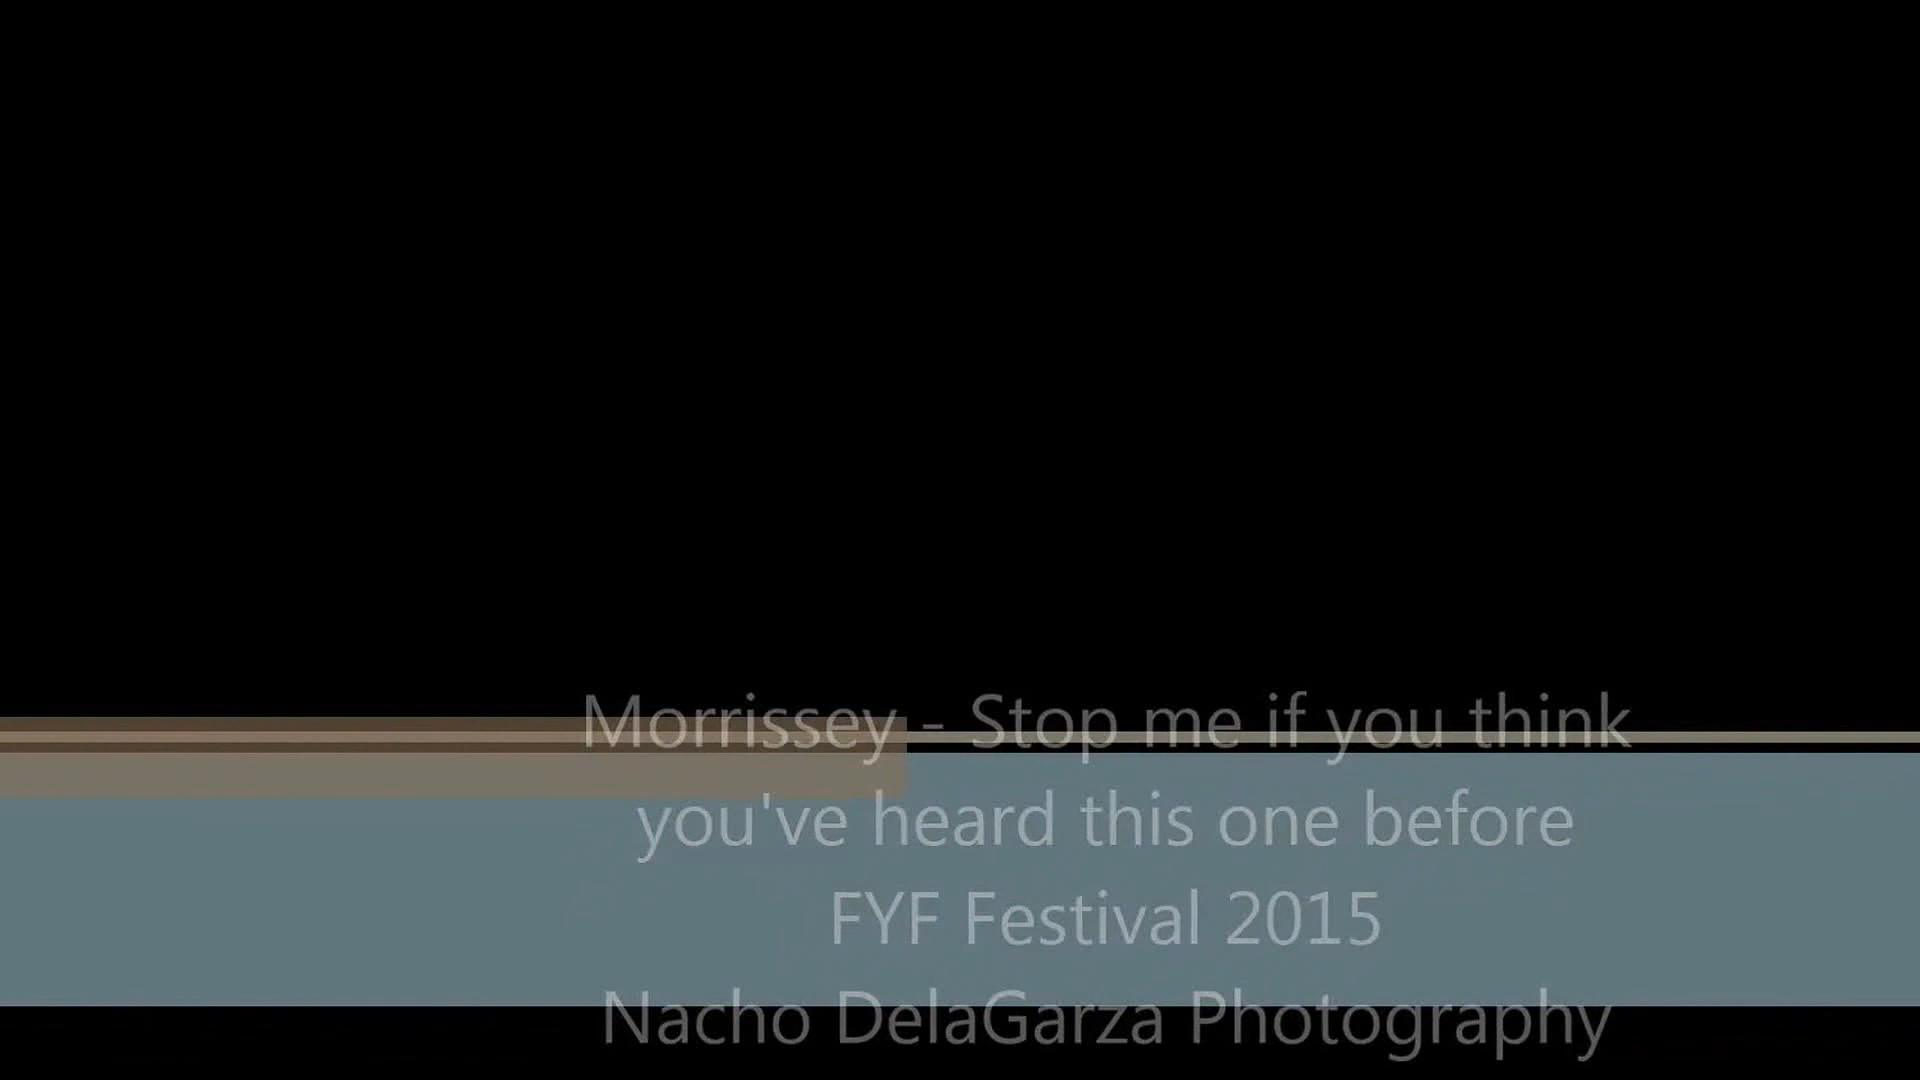 Morrissey - Stop me if you think
you've heard this one before
FYF Festival 2015
Nacho DelaGarza Photography